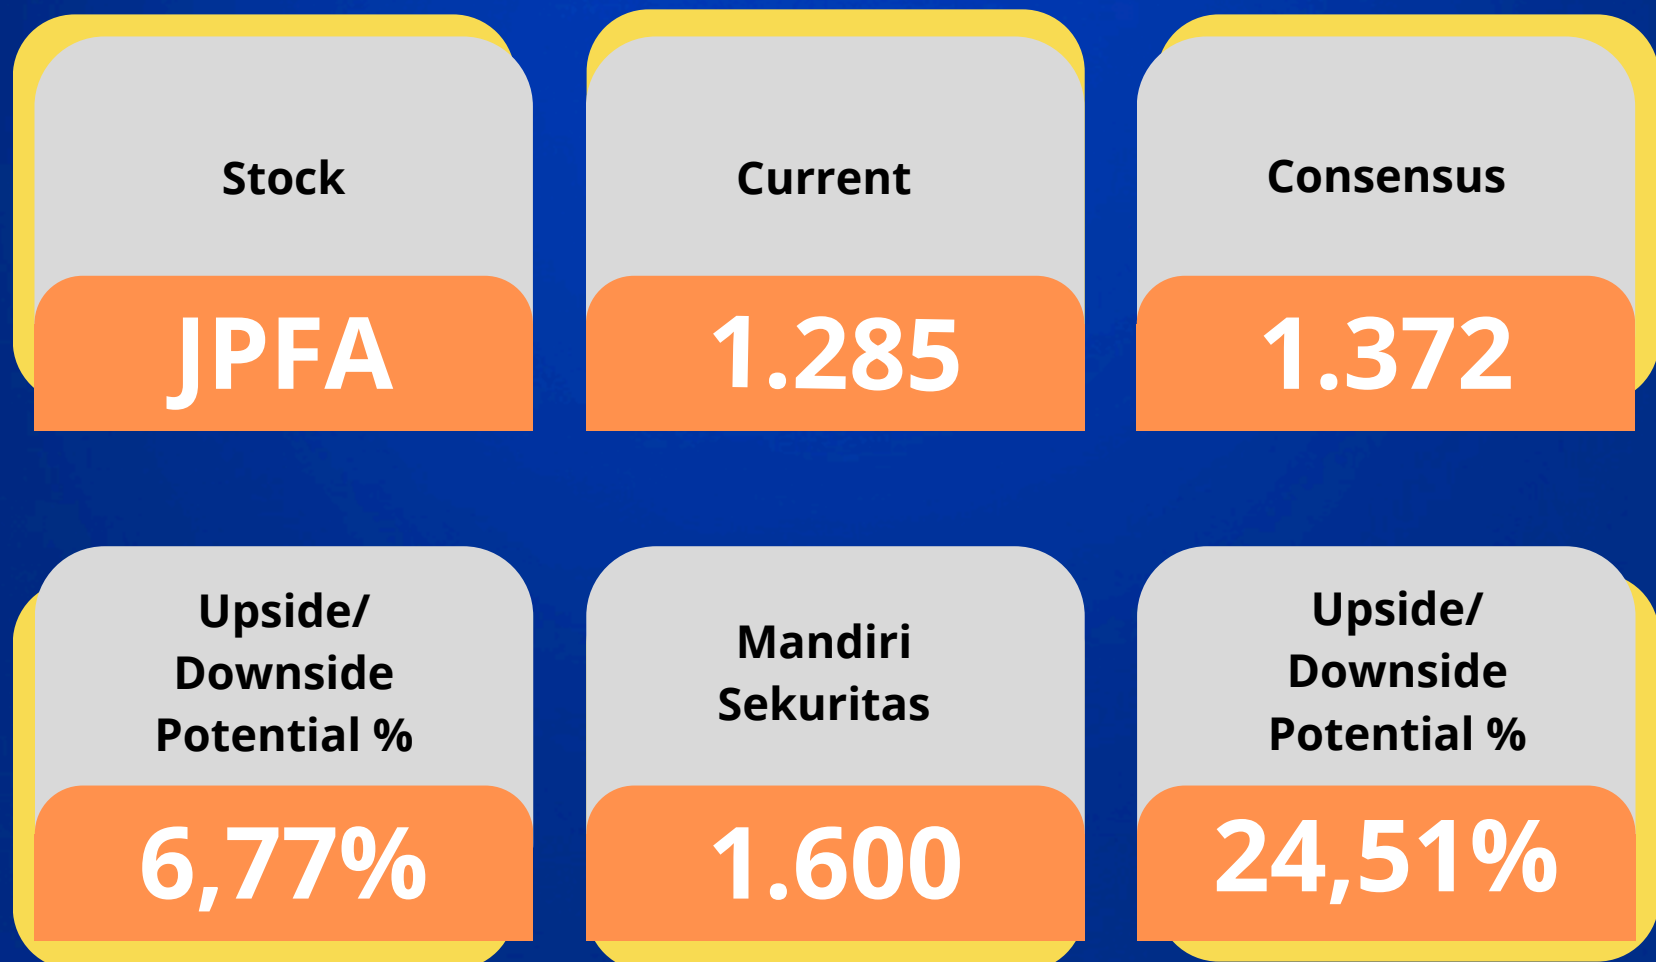 Stock
JPFA
Current
1.285
Consensus
1.372
Upside/
Downside
Potential %
6,77%
Mandiri
Sekuritas
1.600
Upside/
Downside
Potential %
24,51%